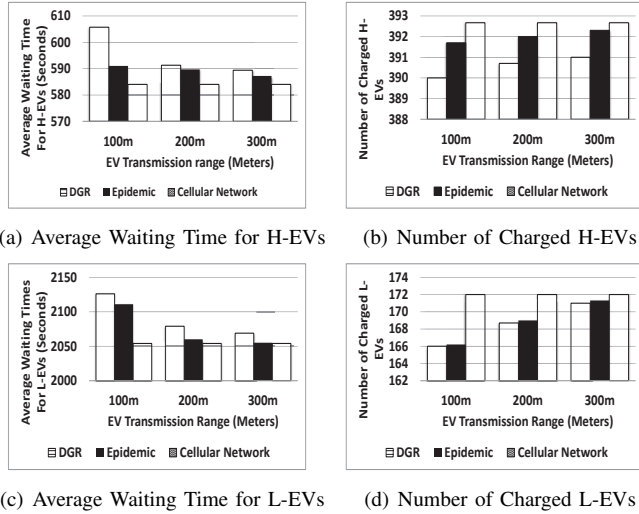 Average Waiting Time
For H-EVs (Seconds)
610
600
590
580
570
100m 200m 300m
EV Transmission range (Meters)
DGR Epidemic Cellular Network
Number of Charged H-
EVs
393
392
391
390
389
388
100m 200m 300m
EV Transmission Range (Meters)
DGR Epidemic Cellular Network
(a) Average Waiting Time for H-EVs
(b) Number of Charged H-EVs
Average Waiting Times
For L-EVs (Seconds)
2150
2100
2050
2000
100m 200m 300m
EV Transmission Range (Meters)
DGR Epidemic Cellular Network
Number of Charged L-
EVs
174
172
170
168
166
164
162
100m 200m 300m
EV Transmission Range (Meters)
DGR Epidemic Cellular Network
(c) Average Waiting Time for L-EVs
(d) Number of Charged L-EVs